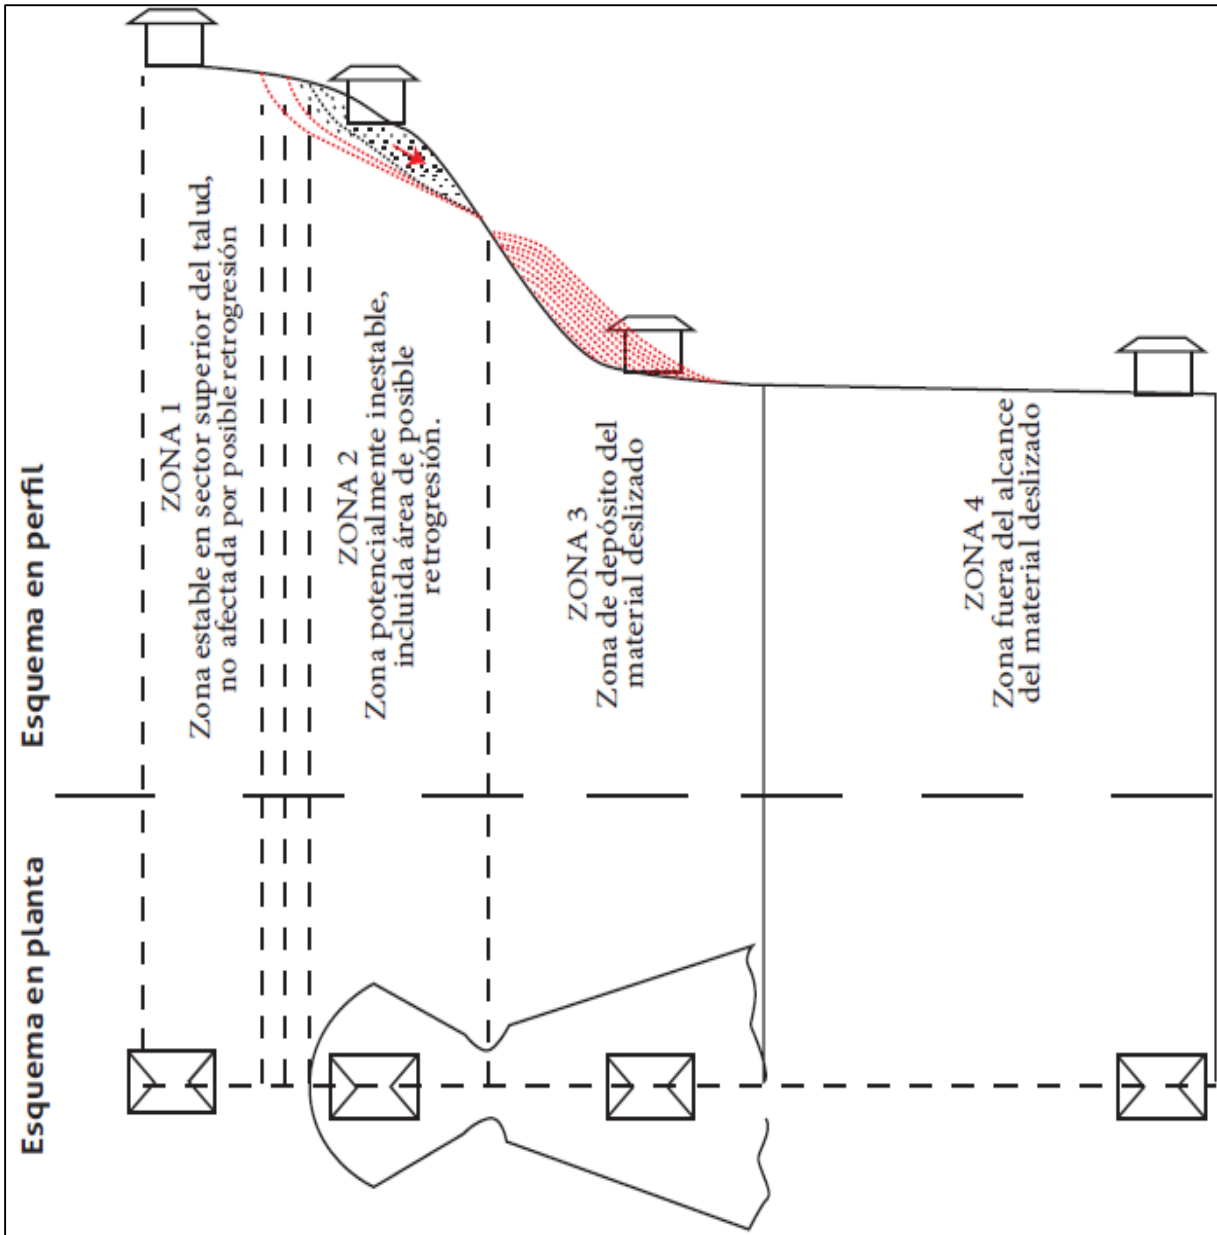 Esquema en perfil
ZONA 1
Zona estable en sector superior del talud,
no afectada por posible retrogresión
ZONA 2
Zona potencialmente inestable,
incluida área de posible
retrogresión.
ZONA 3
Zona de depósito del
material deslizado
ZONA 4
Zona fuera del alcance
del material deslizado
Esquema en planta